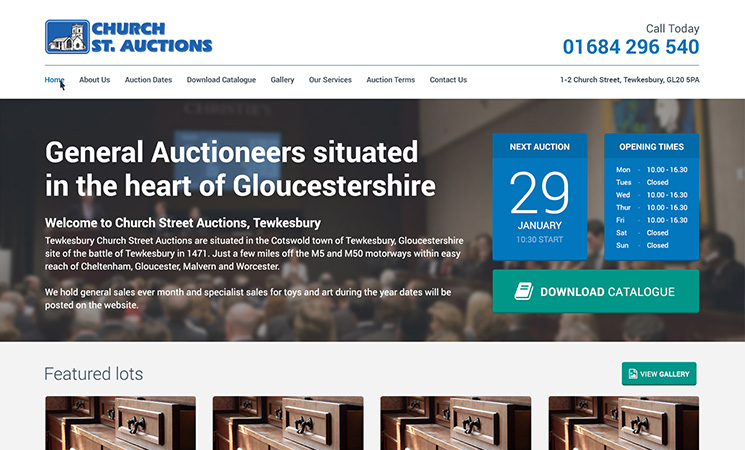 CHURCH
ST. AUCTIONS
Call Today
01684 296 540
Home About Us Auction Dates Download Catalogue Gallery Our Services Auction Terms Contact Us
1-2 Church Street, Tewkesbury, GL20 5PA
CHRISTIE'S
General Auctioneers situated
in the heart of Gloucestershire
Welcome to Church Street Auctions, Tewkesbury
Tewkesbury Church Street Auctions are situated in the Cotswold town of Tewkesbury, Gloucestershire
site of the battle of Tewkesbury in 1471. Just a few miles off the M5 and M50 motorways within easy
reach of Cheltenham, Gloucester, Malvern and Worcester.
We hold general sales ever month and specialist sales for toys and art during the year dates will be
posted on the website.
NEXT AUCTION
29
JANUARY
10:30 START
OPENING TIMES
Mon - 10.00 - 16.30
Tues - Closed
Wed - 10.00 - 16.30
Thur - 10.00 - 16.30
Fri - 10.00 - 16.30
Sat - Closed
Sun - Closed
DOWNLOAD CATALOGUE
Featured lots
VIEW GALLERY